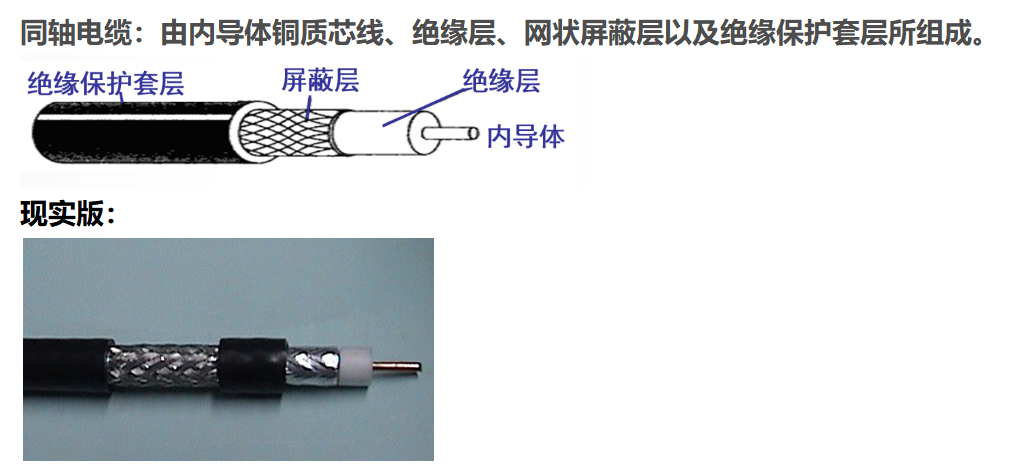 同轴电缆：由内导体铜质芯线、绝缘层、网状屏蔽层以及绝缘保护套层所组成。
绝缘保护套层
屏蔽层
绝缘层
内导体
现实版：